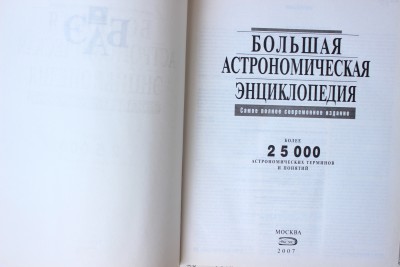 БОЛЬШАЯ
АСТРОНОМИЧЕСКАЯ
ЭНЦИКЛОПЕДИЯ
Самое полное современное издание
БОЛЕЕ
25 000
АСТРОНОМИЧЕСКИХ ТЕРМИНОВ
И ПОНЯТИЙ
МОСКВА
2007